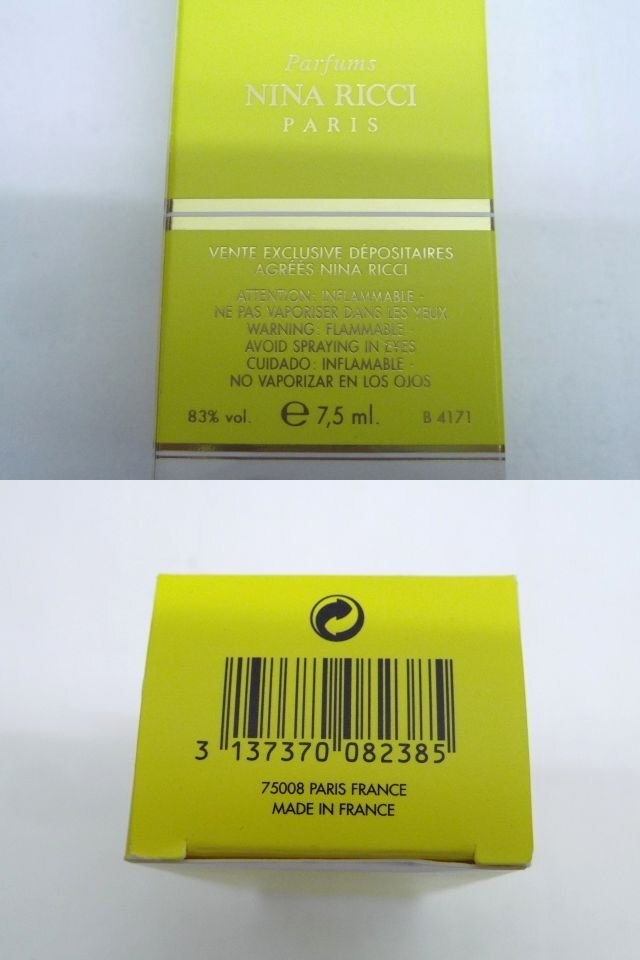 Parfums
NINA RICCI
PARIS
VENTE EXCLUSIVE DÉPOSITAIRES
AGRÉÉS NINA RICCI
ATTENTION: INFLAMMABLE -
NE PAS VAPORISER DANS LES YEUX
WARNING: FLAMMABLE -
AVOID SPRAYING IN EYES
CUIDADO: INFLAMABLE -
NO VAPORIZAR EN LOS OJOS
83% vol. ℮ 7,5 ml. B 4171
3 137370 082385
75008 PARIS FRANCE
MADE IN FRANCE